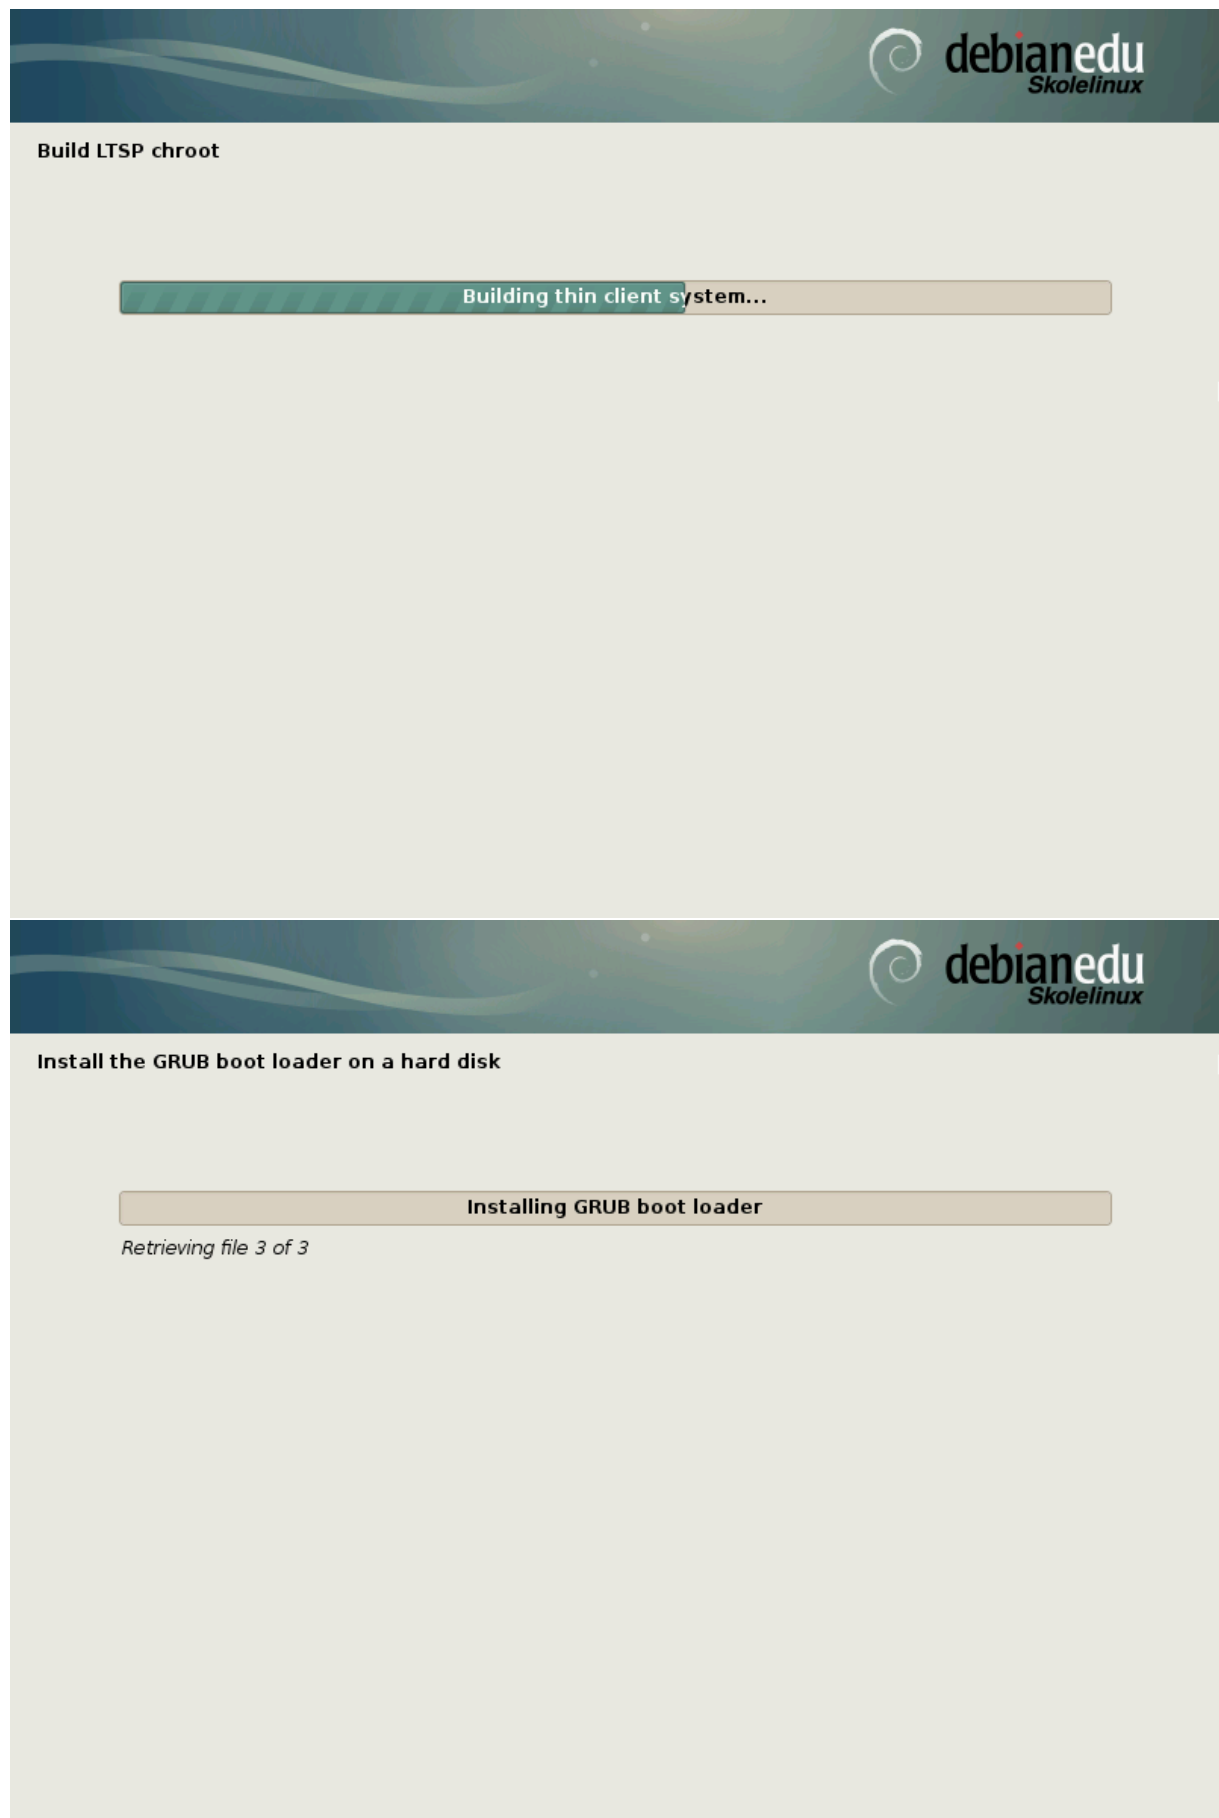 debianedu
Skolelinux
Build LTSP chroot
Building thin client system...
debianedu
Skolelinux
Install the GRUB boot loader on a hard disk
Installing GRUB boot loader
Retrieving file 3 of 3